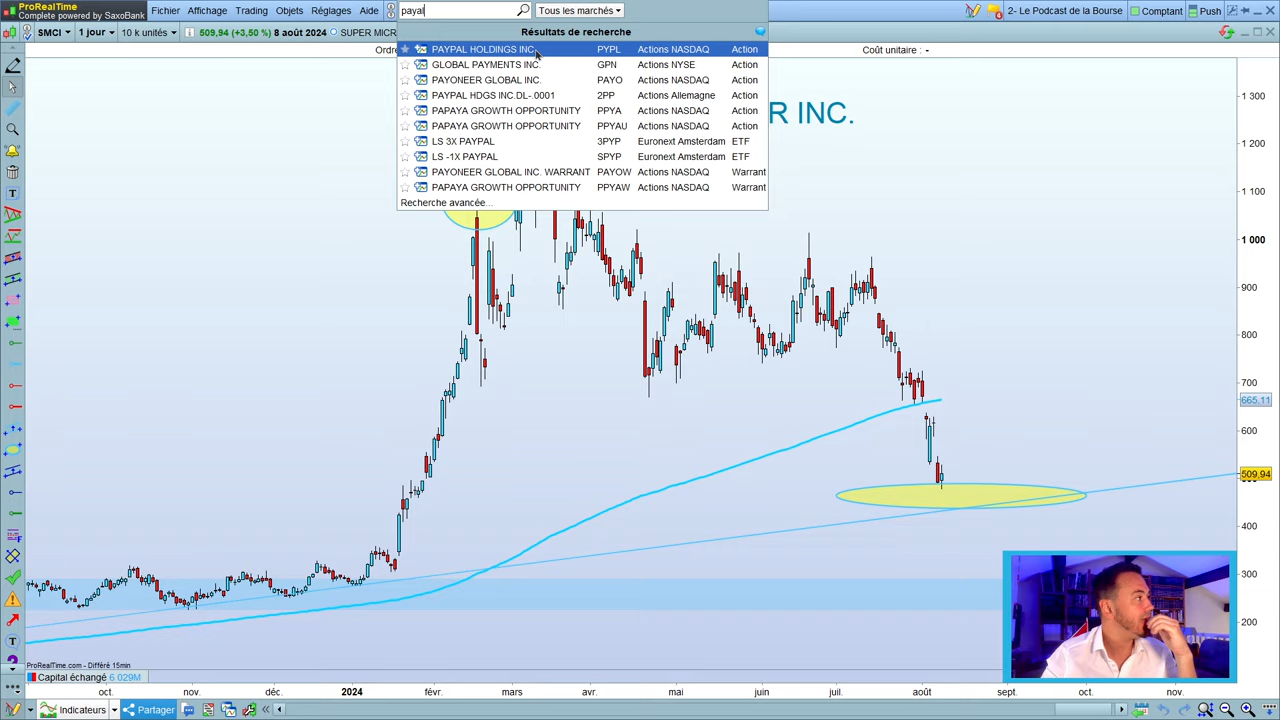 ProRealTime
Complete powered by SaxoBank
Fichier Affichage Trading Objets Réglages Aide
payal
Tous les marchés
2- Le Podcast de la Bourse
Comptant
Push
SMCI
1 jour
10 k unités
509,94 (+3,50 %) 8 août 2024
SUPER MICR
Résultats de recherche
PAYPAL HOLDINGS INC. PYPL Actions NASDAQ Action
GLOBAL PAYMENTS INC. GPN Actions NYSE Action
PAYONEER GLOBAL INC. PAYO Actions NASDAQ Action
PAYPAL HDGS INC.DL-.0001 2PP Actions Allemagne Action
PAPAYA GROWTH OPPORTUNITY PPYA Actions NASDAQ Action
PAPAYA GROWTH OPPORTUNITY PPYAU Actions NASDAQ Action
LS 3X PAYPAL 3PYP Euronext Amsterdam ETF
LS -1X PAYPAL SPYP Euronext Amsterdam ETF
PAYONEER GLOBAL INC. WARRANT PAYOW Actions NASDAQ Warrant
PAPAYA GROWTH OPPORTUNITY PPYAW Actions NASDAQ Warrant
Recherche avancée...
Ordre
Coût unitaire : -
R INC.
1 300
1 200
1 100
1 000
900
800
700
665.11
600
509.94
400
300
200
ProRealTime.com - Différé 15min
Capital échangé 6 029M
oct. nov. déc. 2024 févr. mars avr. mai juin juil. août sept. oct. nov.
Indicateurs
Partager